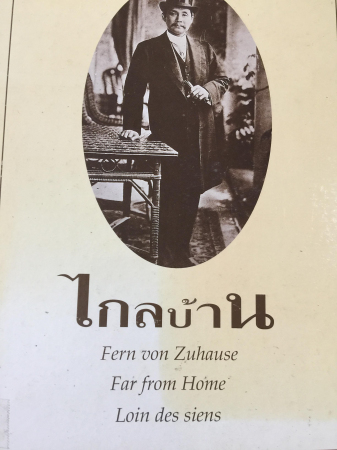 ไกลบ้าน
Fern von Zuhause
Far from Home
Loin des siens